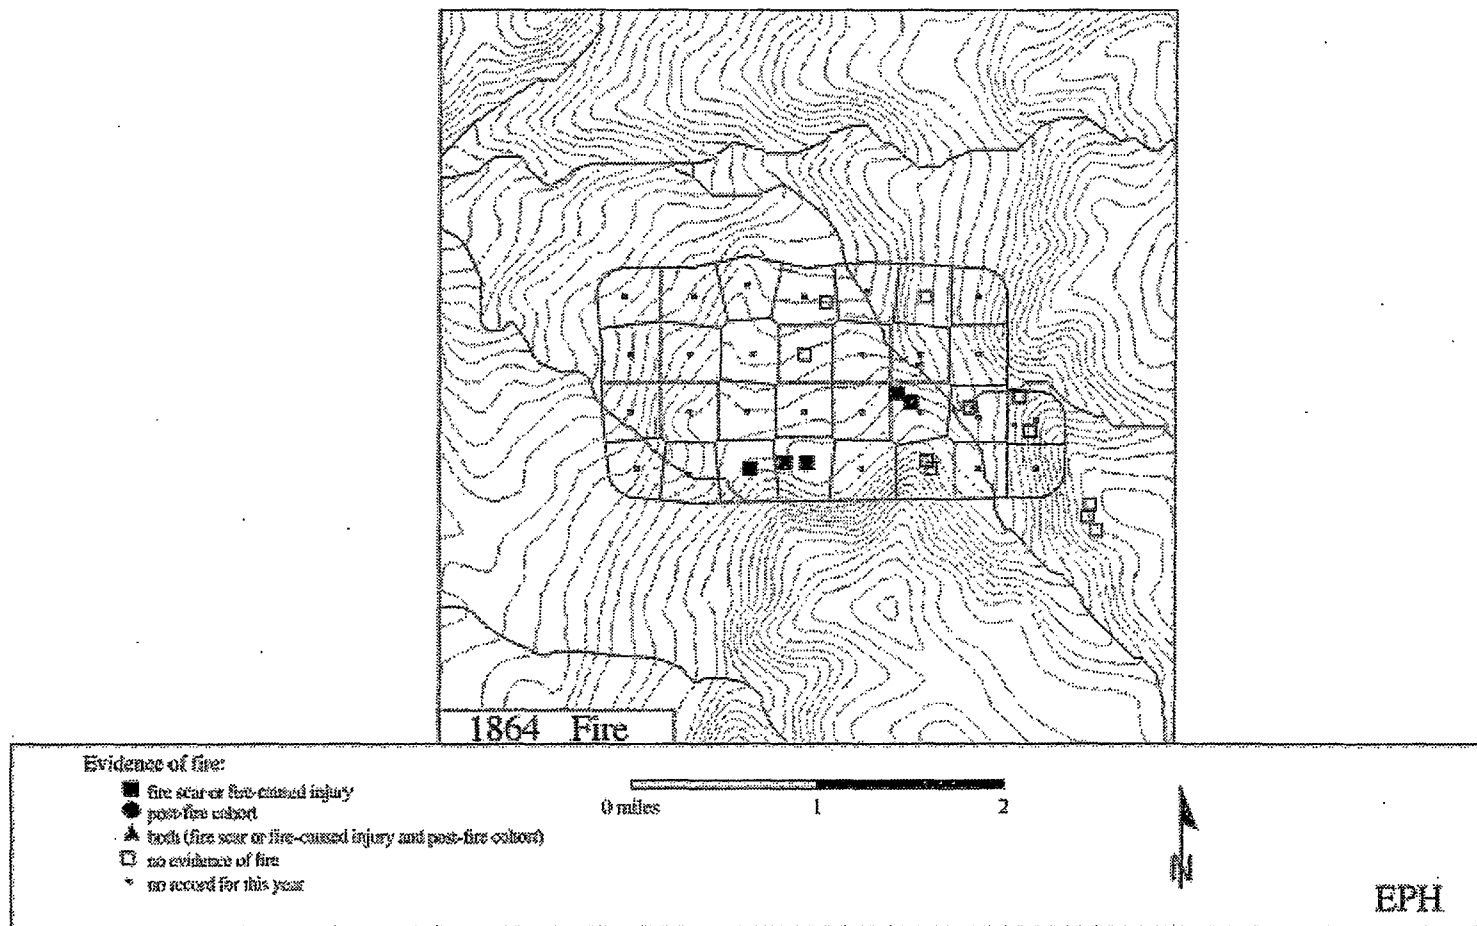 1864 Fire
Evidence of fire:
fire scar or fire-caused injury
post-fire cohort
both (fire scar or fire-caused injury and post-fire cohort)
no evidence of fire
no record for this year
0 miles 1 2
N
EPH